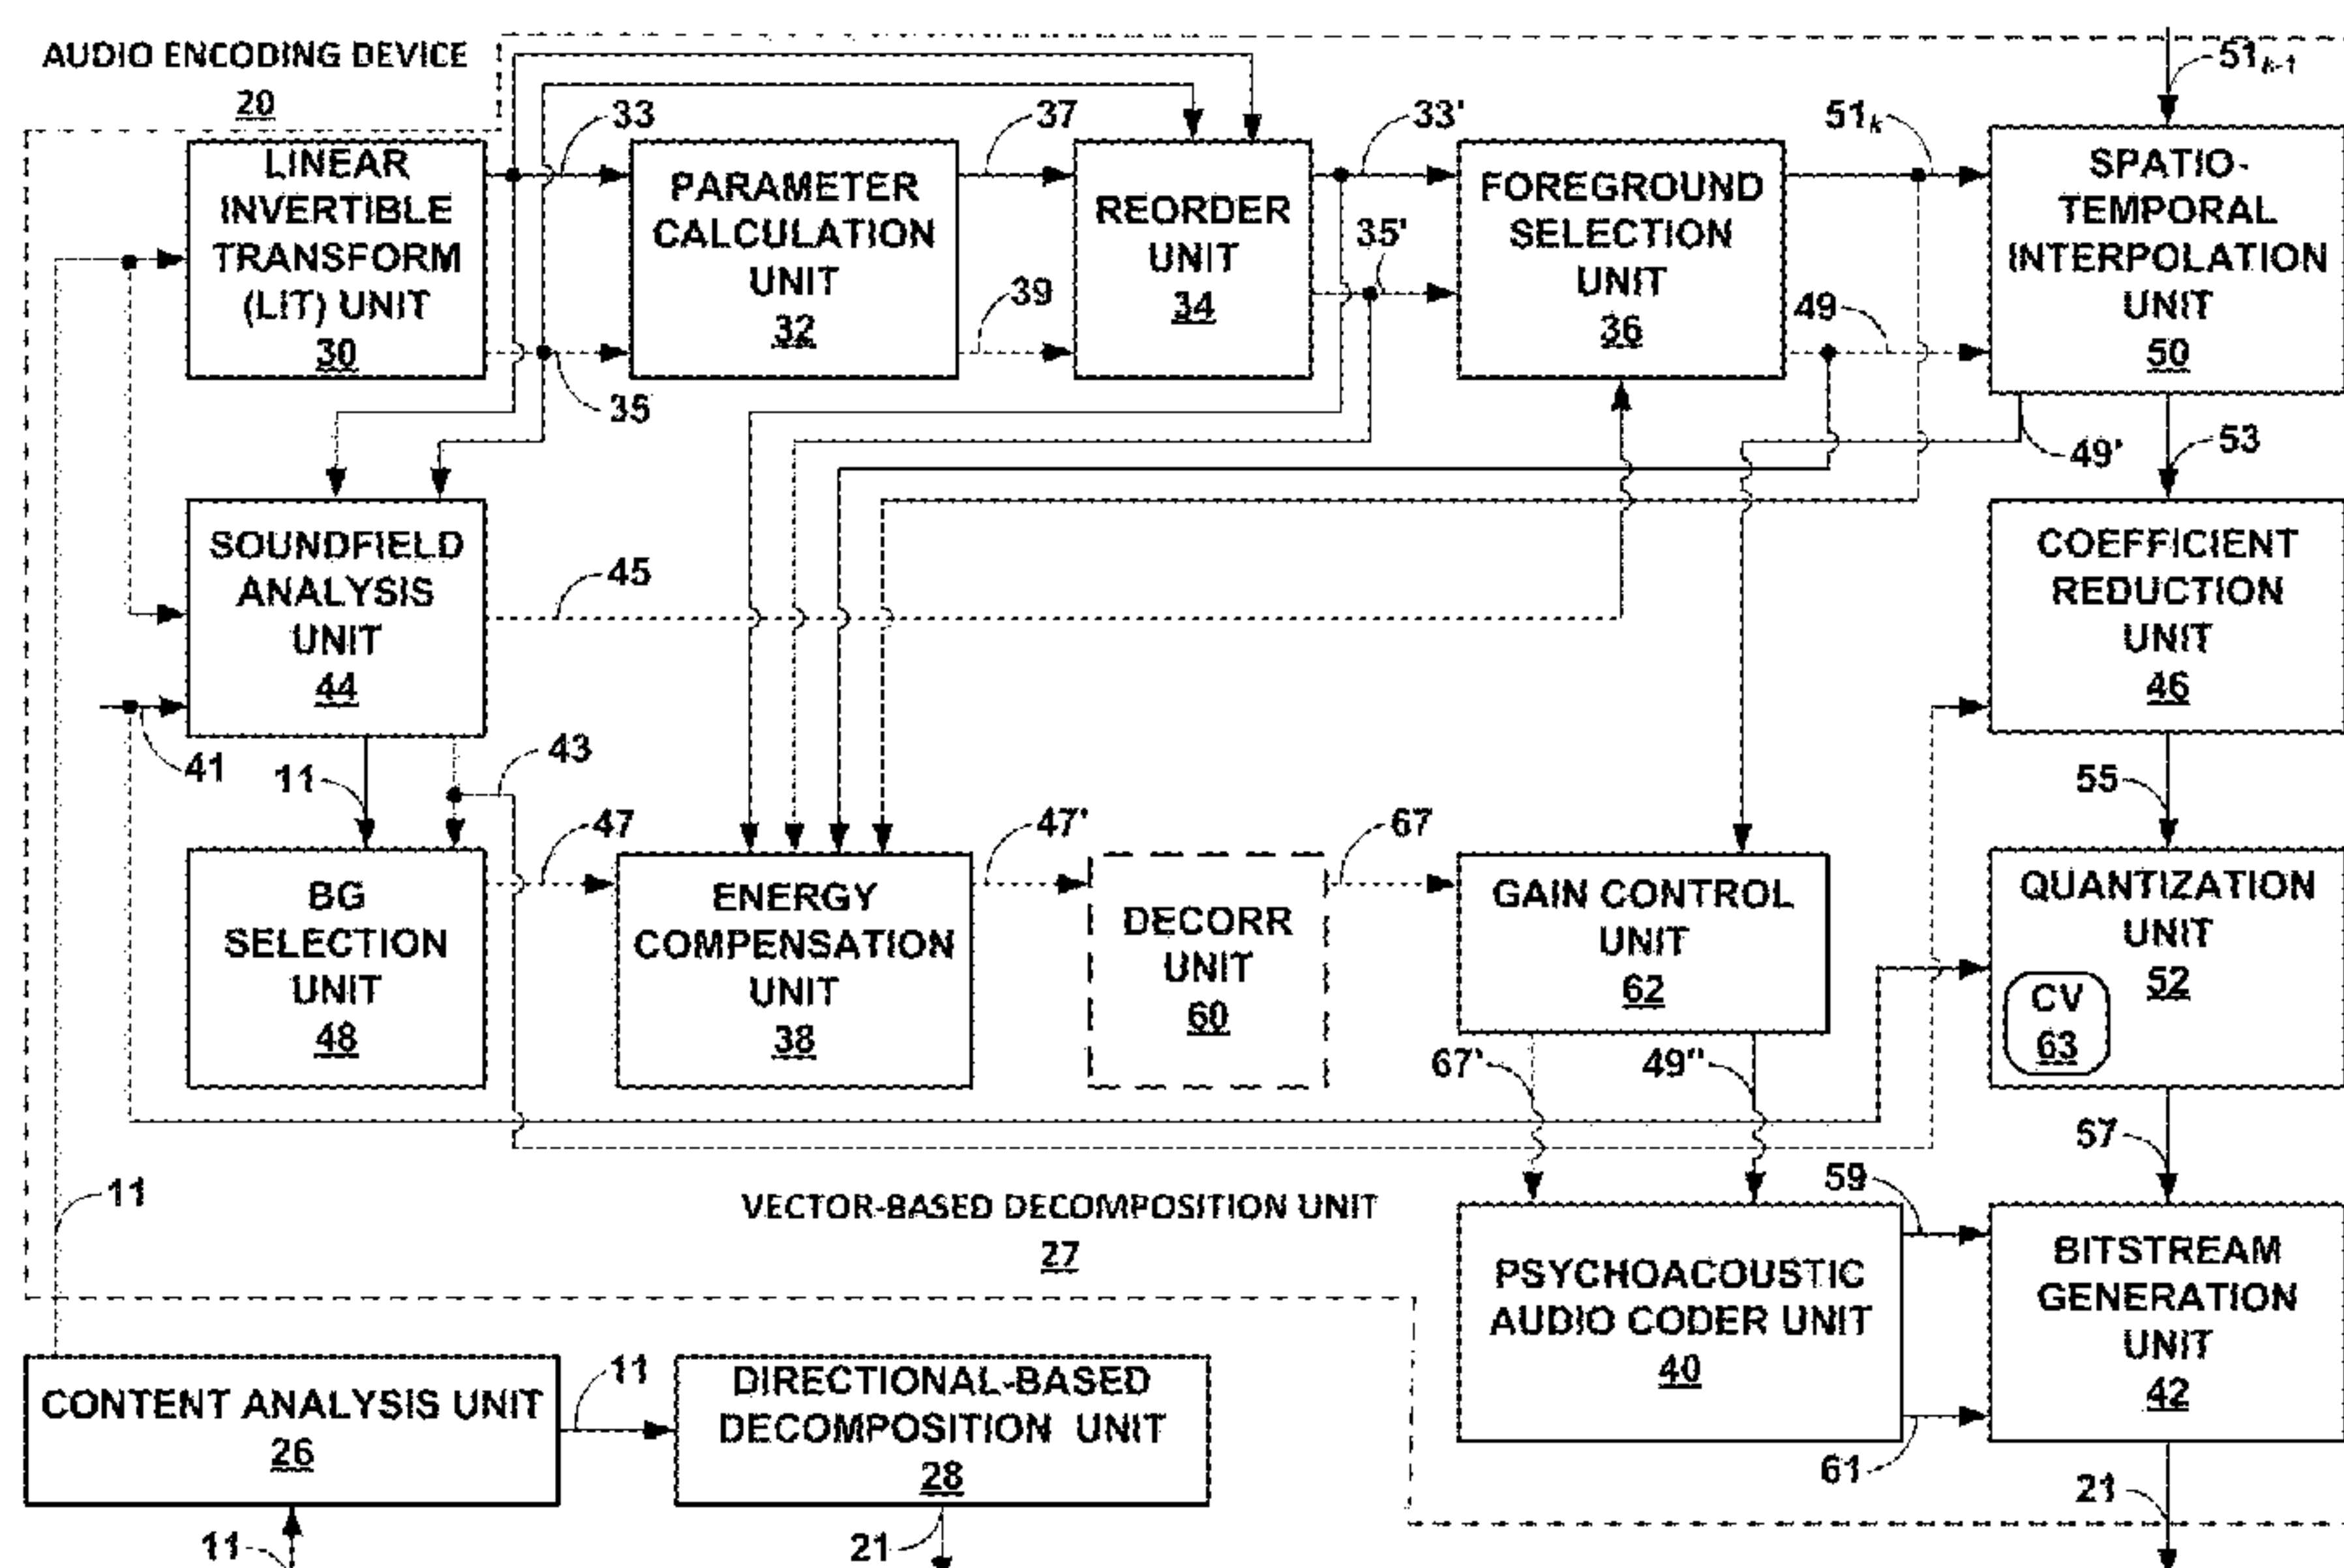 AUDIO ENCODING DEVICE
20
51k-1
33
37
33'
51k
LINEAR
INVERTIBLE
TRANSFORM
(LIT) UNIT
30
PARAMETER
CALCULATION
UNIT
32
REORDER
UNIT
34
35'
FOREGROUND
SELECTION
UNIT
36
SPATIO-
TEMPORAL
INTERPOLATION
UNIT
50
39
49
35
49'
53
SOUNDFIELD
ANALYSIS
UNIT
44
45
COEFFICIENT
REDUCTION
UNIT
46
41
11
43
55
47
47'
67
BG
SELECTION
UNIT
48
ENERGY
COMPENSATION
UNIT
38
DECORR
UNIT
60
GAIN CONTROL
UNIT
62
QUANTIZATION
UNIT
52
CV
63
67'
49"
57
11
59
VECTOR-BASED DECOMPOSITION UNIT
27
PSYCHOACOUSTIC
AUDIO CODER UNIT
40
BITSTREAM
GENERATION
UNIT
42
CONTENT ANALYSIS UNIT
26
11
DIRECTIONAL-BASED
DECOMPOSITION UNIT
28
61
21
11
21